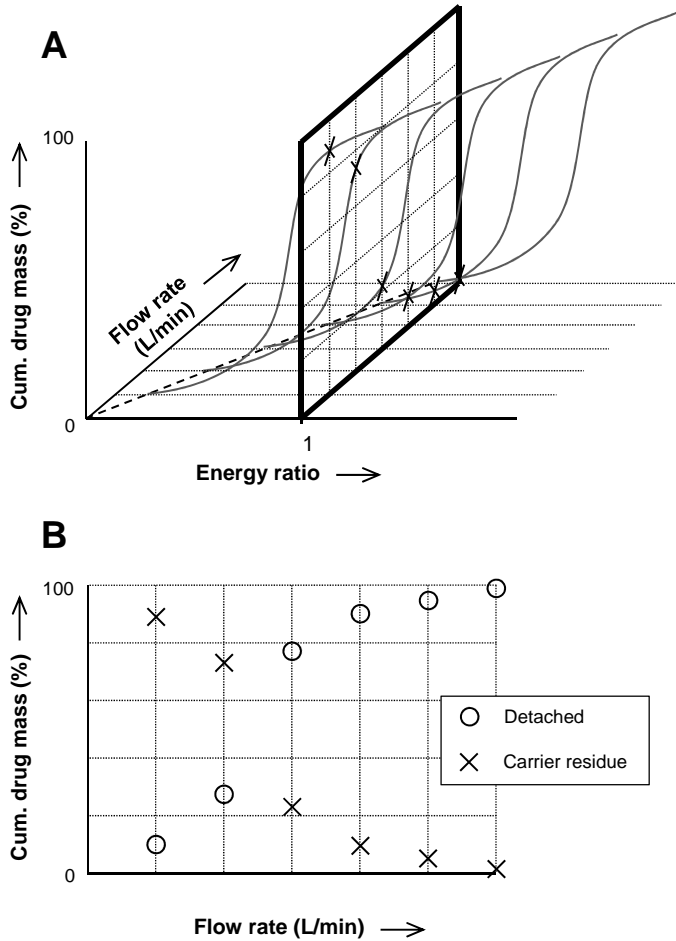 A
100
Cum. drug mass (%)
Flow rate
(L/min)
0
1
Energy ratio
B
100
Cum. drug mass (%)
Detached
Carrier residue
0
Flow rate (L/min)